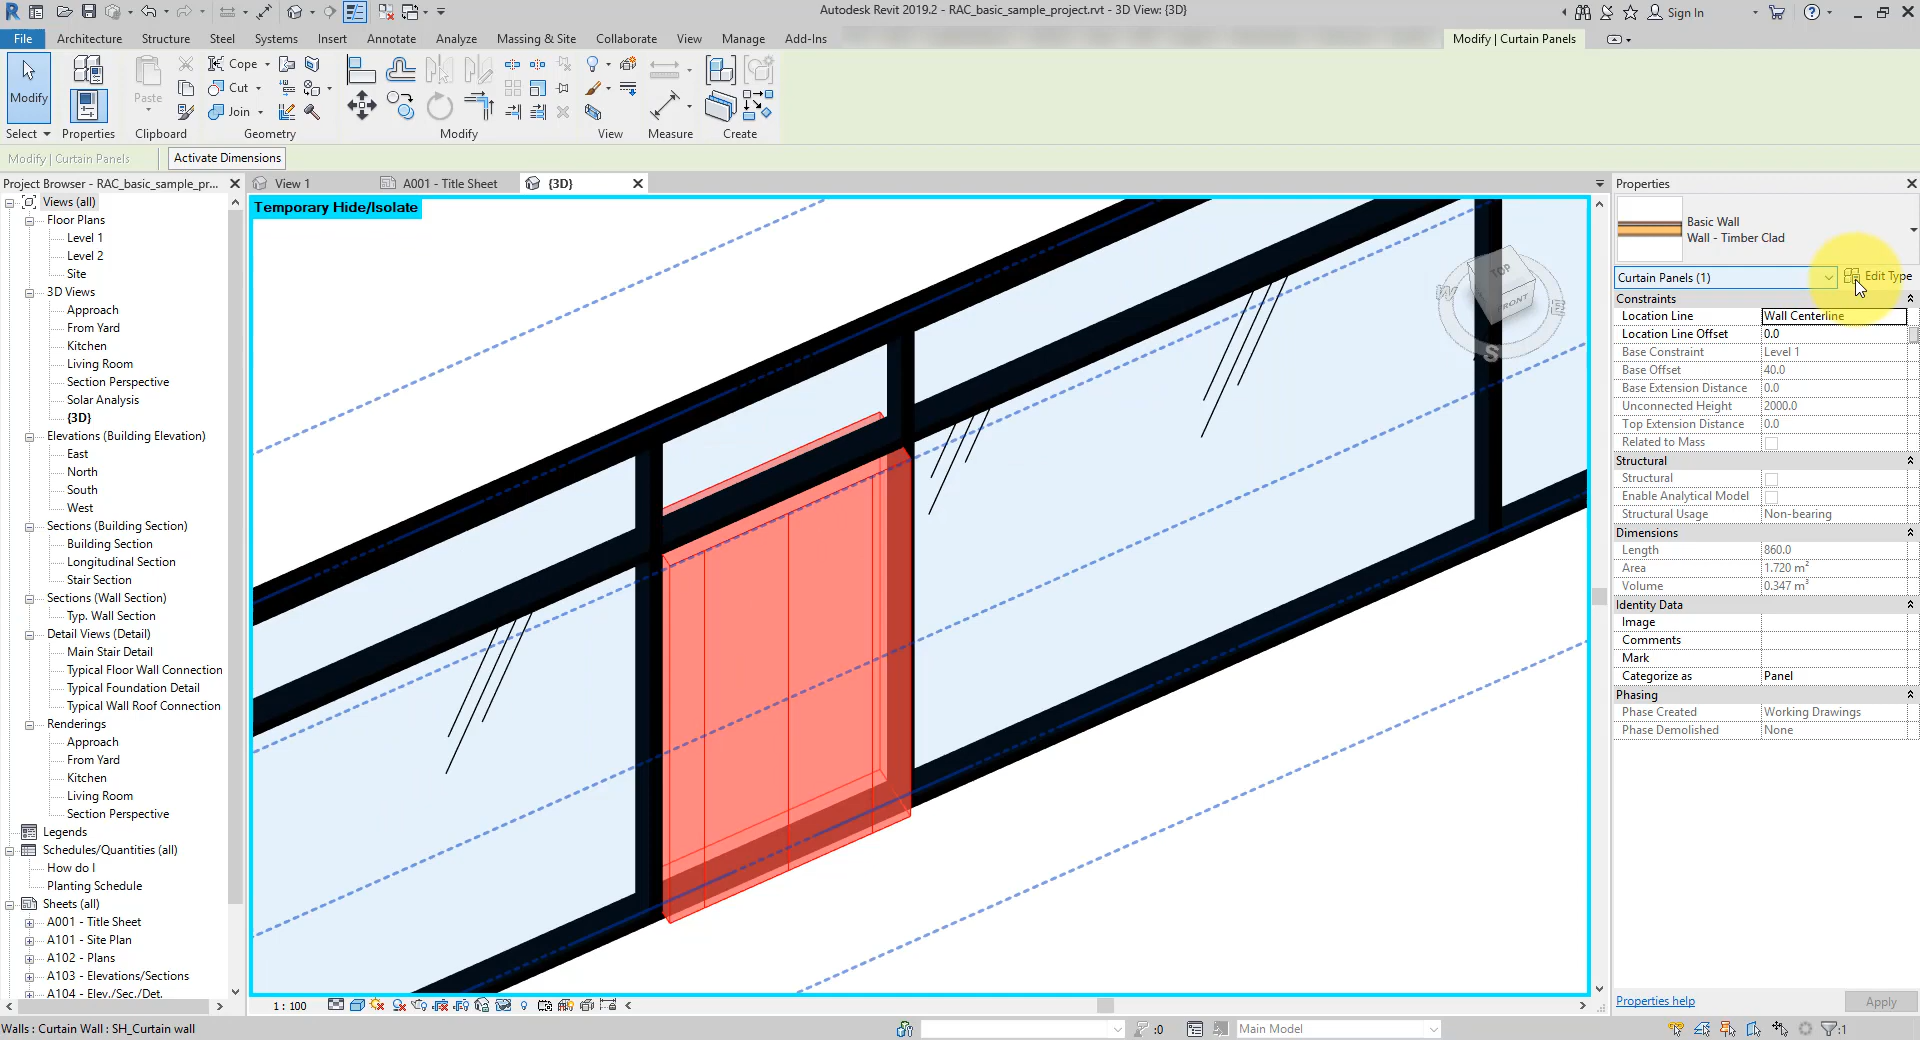 Autodesk Revit 2019.2 - RAC_basic_sample_project.rvt - 3D View: {3D}
Sign In
File Architecture Structure Steel Systems Insert Annotate Analyze Massing & Site Collaborate View Manage Add-Ins Modify | Curtain Panels
Modify
Paste
Cope
Cut
Join
Select Properties Clipboard Geometry Modify View Measure Create
Modify | Curtain Panels Activate Dimensions
Project Browser - RAC_basic_sample_pr...
Views (all)
Floor Plans
Level 1
Level 2
Site
3D Views
Approach
From Yard
Kitchen
Living Room
Section Perspective
Solar Analysis
{3D}
Elevations (Building Elevation)
East
North
South
West
Sections (Building Section)
Building Section
Longitudinal Section
Stair Section
Sections (Wall Section)
Typ. Wall Section
Detail Views (Detail)
Main Stair Detail
Typical Floor Wall Connection
Typical Foundation Detail
Typical Wall Roof Connection
Renderings
Approach
From Yard
Kitchen
Living Room
Section Perspective
Legends
Schedules/Quantities (all)
How do I
Planting Schedule
Sheets (all)
A001 - Title Sheet
A101 - Site Plan
A102 - Plans
A103 - Elevations/Sections
A104 - Elev./Sec./Det.
View 1
A001 - Title Sheet
{3D}
Temporary Hide/Isolate
TOP
FRONT
W
E
S
1 : 100
Properties
Basic Wall
Wall - Timber Clad
Curtain Panels (1)
Edit Type
Constraints
Location Line Wall Centerline
Location Line Offset 0.0
Base Constraint Level 1
Base Offset 40.0
Base Extension Distance 0.0
Unconnected Height 2000.0
Top Extension Distance 0.0
Related to Mass
Structural
Structural
Enable Analytical Model
Structural Usage Non-bearing
Dimensions
Length 860.0
Area 1.720 m²
Volume 0.347 m³
Identity Data
Image
Comments
Mark
Categorize as Panel
Phasing
Phase Created Working Drawings
Phase Demolished None
Properties help
Apply
Walls : Curtain Wall : SH_Curtain wall
:0
Main Model
:1